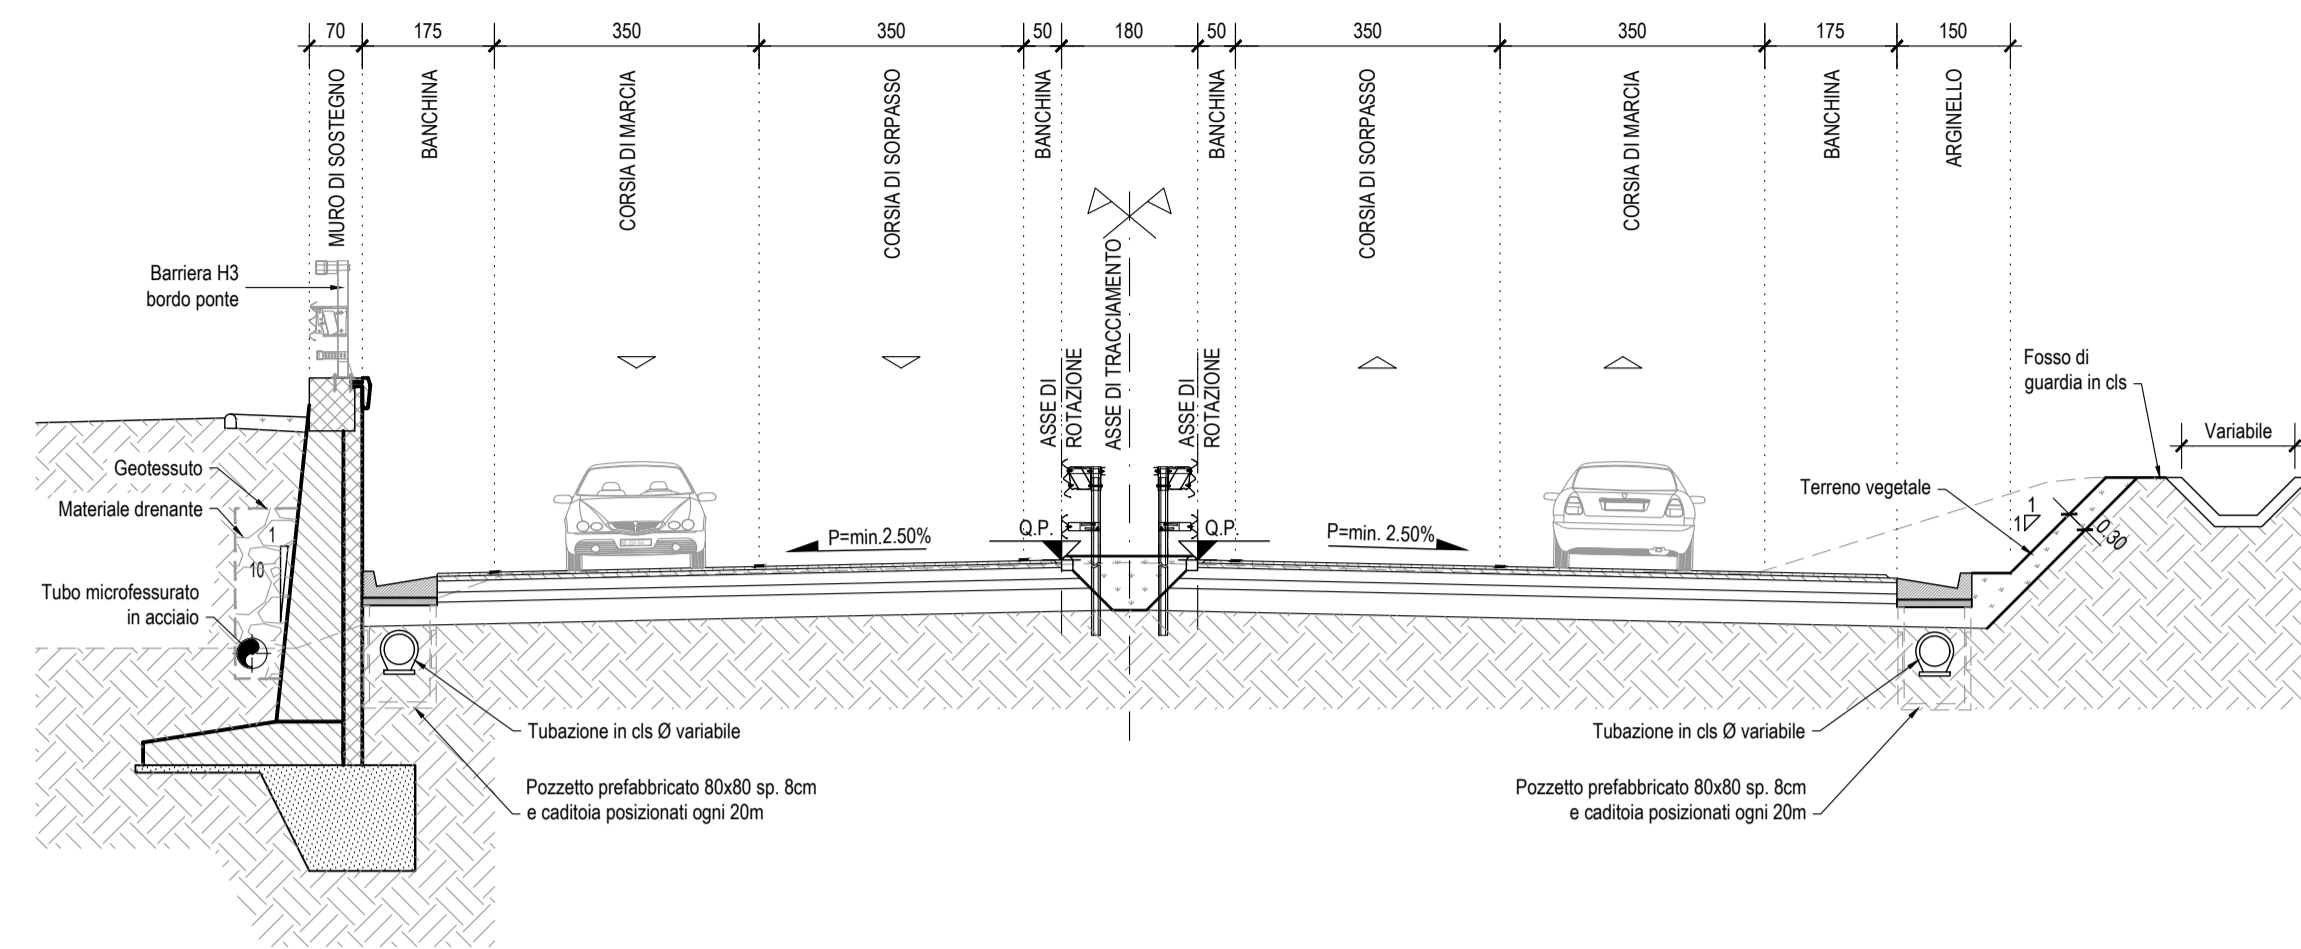 70 175 350 350 50 180 50 350 350 175 150
MURO DI SOSTEGNO
BANCHINA
CORSIA DI MARCIA
CORSIA DI SORPASSO
BANCHINA
ASSE DI TRACCIAMENTO
BANCHINA
CORSIA DI SORPASSO
CORSIA DI MARCIA
BANCHINA
ARGINELLO
Barriera H3
bordo ponte
ASSE DI
ROTAZIONE
ASSE DI
ROTAZIONE
Fosso di
guardia in cls
Variabile
Geotessuto
Materiale drenante
Terreno vegetale
1
1
0.30
1
10
P=min.2.50%
Q.P.
Q.P.
P=min. 2.50%
Tubo microfessurato
in acciaio
Tubazione in cls Ø variabile
Tubazione in cls Ø variabile
Pozzetto prefabbricato 80x80 sp. 8cm
e caditoia posizionati ogni 20m
Pozzetto prefabbricato 80x80 sp. 8cm
e caditoia posizionati ogni 20m